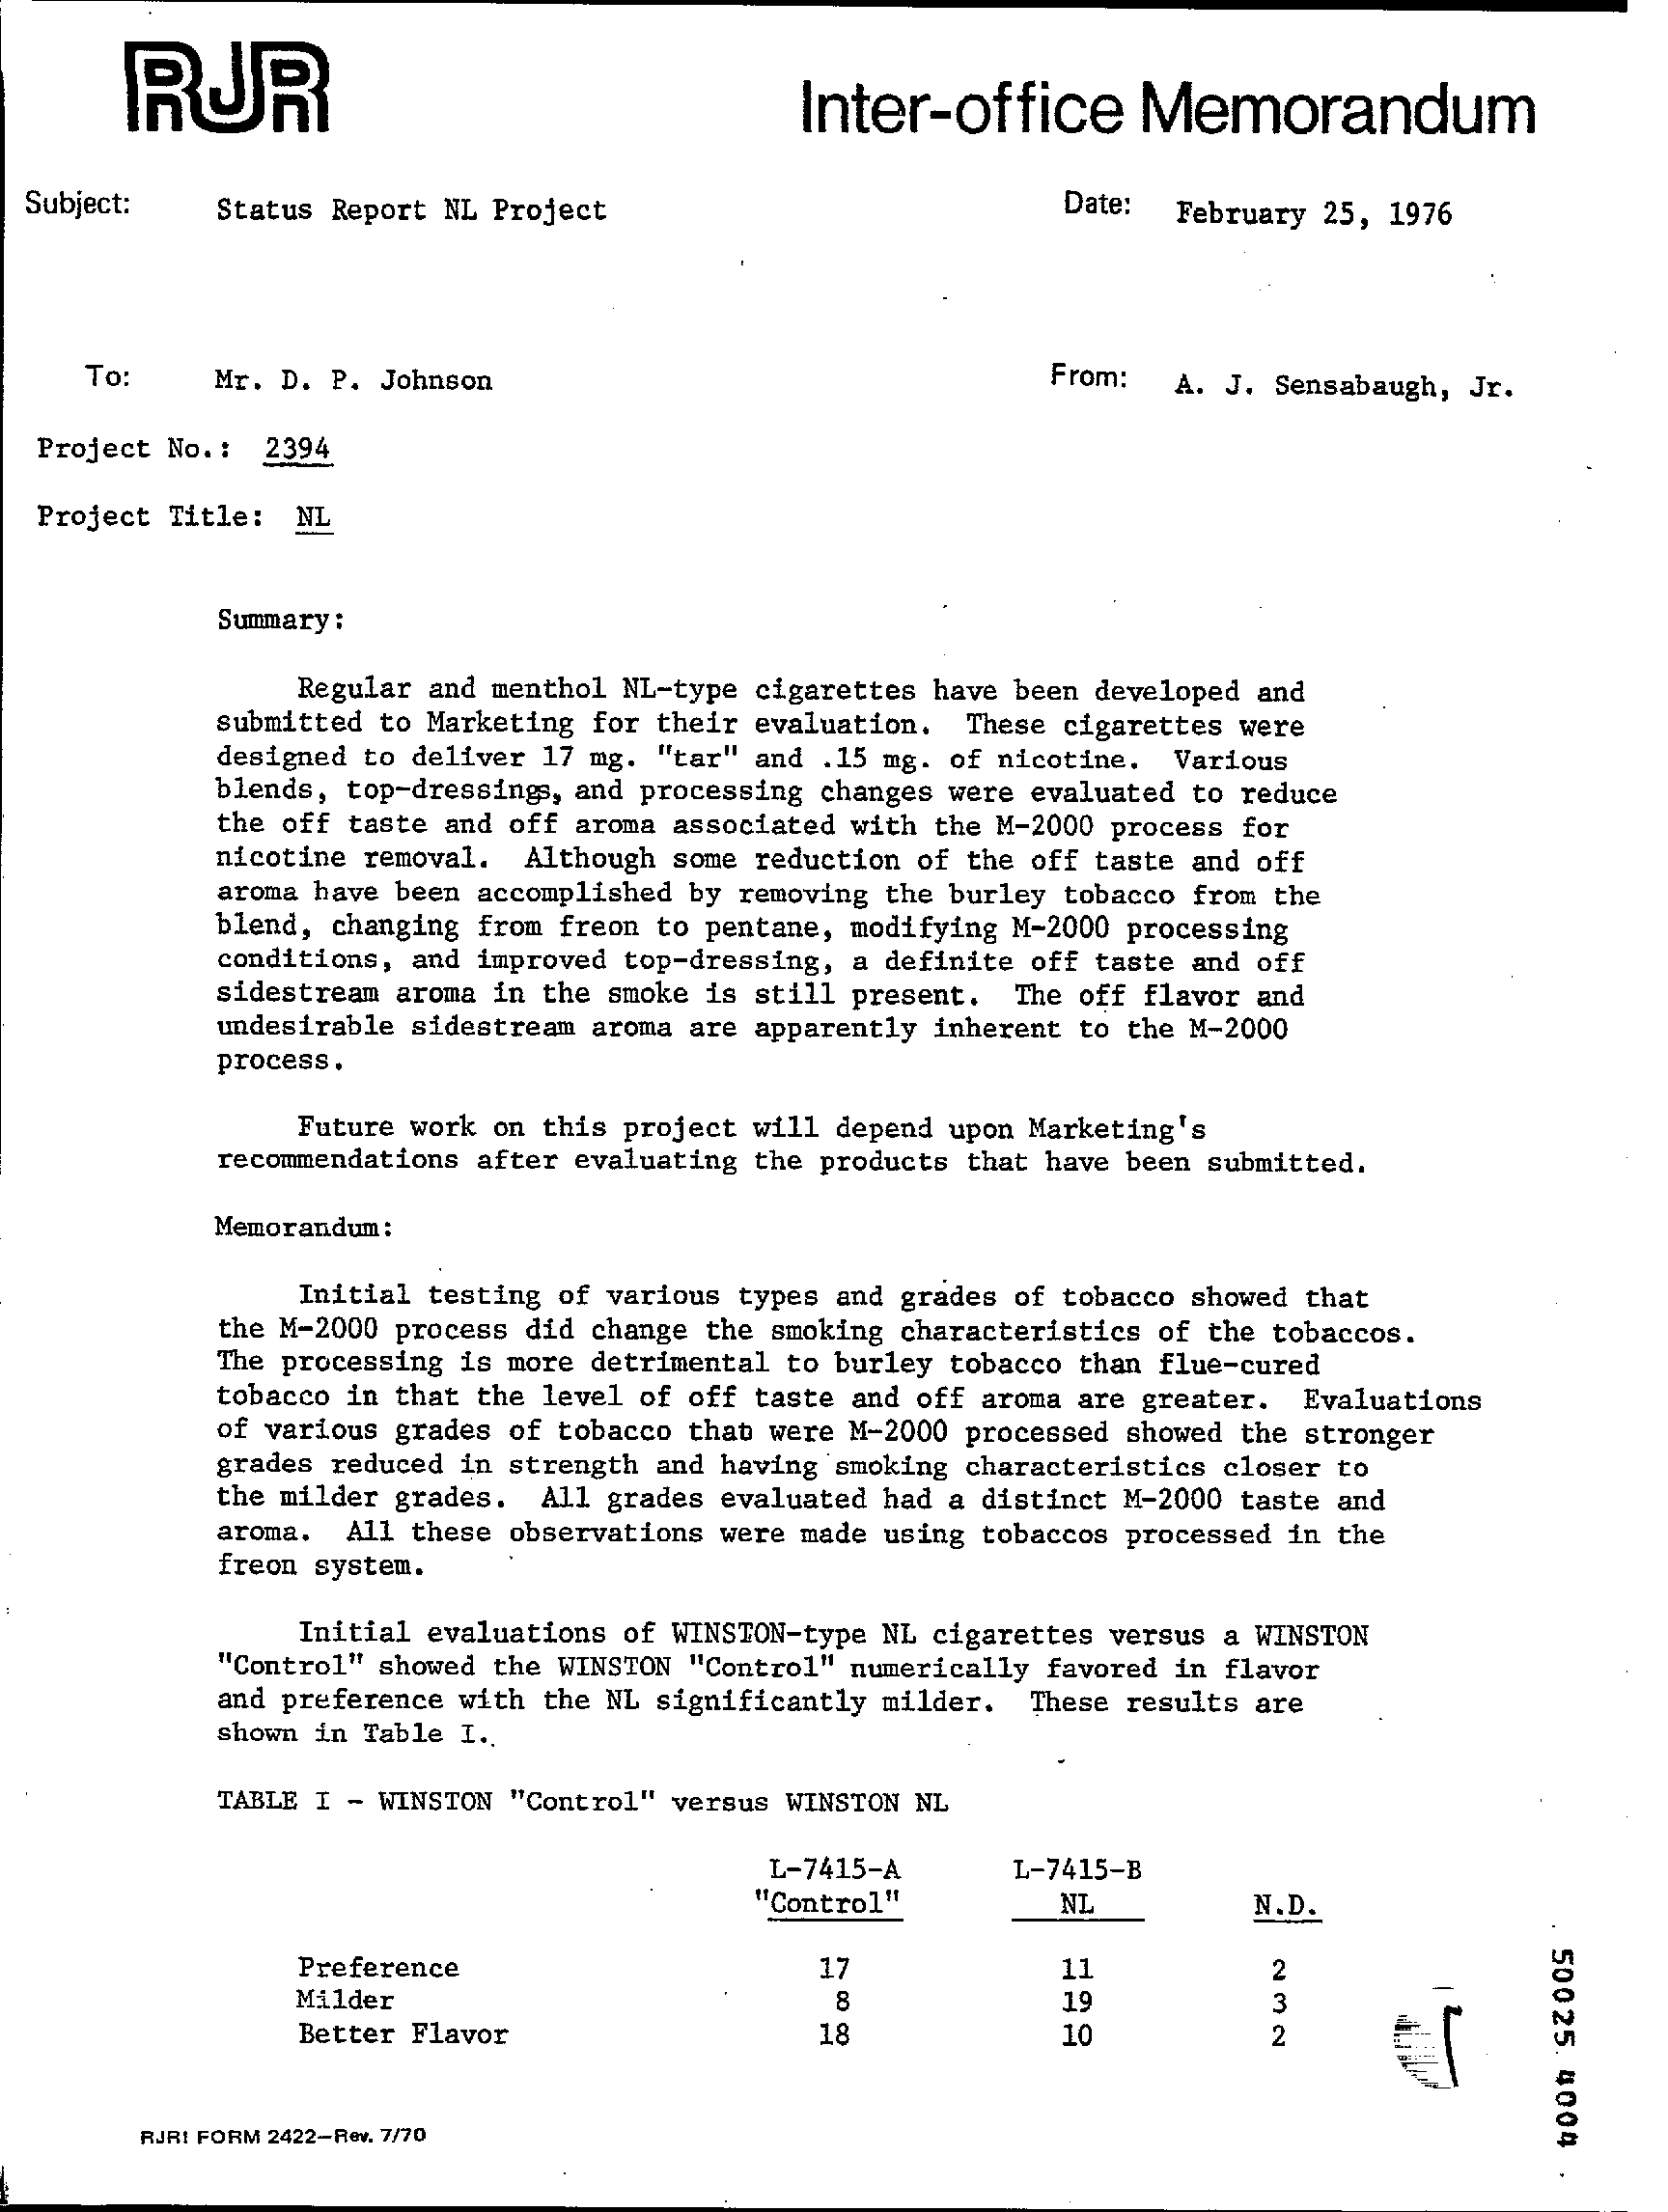 RJR
Inter-office Memorandum
Subject: Status Report NL Project
Date: February 25, 1976
To: Mr. D. P. Johnson
From: A. J. Sensabaugh, Jr.
Project No.: 2394
Project Title: NL
Summary:
Regular and menthol NL-type cigarettes have been developed and
submitted to Marketing for their evaluation. These cigarettes were
designed to deliver 17 mg. "tar" and .15 mg. of nicotine. Various
blends, top-dressings, and processing changes were evaluated to reduce
the off taste and off aroma associated with the M-2000 process for
nicotine removal. Although some reduction of the off taste and off
aroma have been accomplished by removing the burley tobacco from the
blend, changing from freon to pentane, modifying M-2000 processing
conditions, and improved top-dressing, a definite off taste and off
sidestream aroma in the smoke is still present. The off flavor and
undesirable sidestream aroma are apparently inherent to the M-2000
process.
Future work on this project will depend upon Marketing's
recommendations after evaluating the products that have been submitted.
Memorandum:
Initial testing of various types and grades of tobacco showed that
the M-2000 process did change the smoking characteristics of the tobaccos.
The processing is more detrimental to burley tobacco than flue-cured
tobacco in that the level of off taste and off aroma are greater. Evaluations
of various grades of tobacco that were M-2000 processed showed the stronger
grades reduced in strength and having smoking characteristics closer to
the milder grades. All grades evaluated had a distinct M-2000 taste and
aroma. All these observations were made using tobaccos processed in the
freon system.
Initial evaluations of WINSTON-type NL cigarettes versus a WINSTON
"Control" showed the WINSTON "Control" numerically favored in flavor
and preference with the NL significantly milder. These results are
shown in Table I.
TABLE I - WINSTON "Control" versus WINSTON NL
L-7415-A L-7415-B
"Control" NL N.D.
Preference 17 11 2
Milder 8 19 3
Better Flavor 18 10 2
RJRI FORM 2422-Rev. 7/70
50025 4004